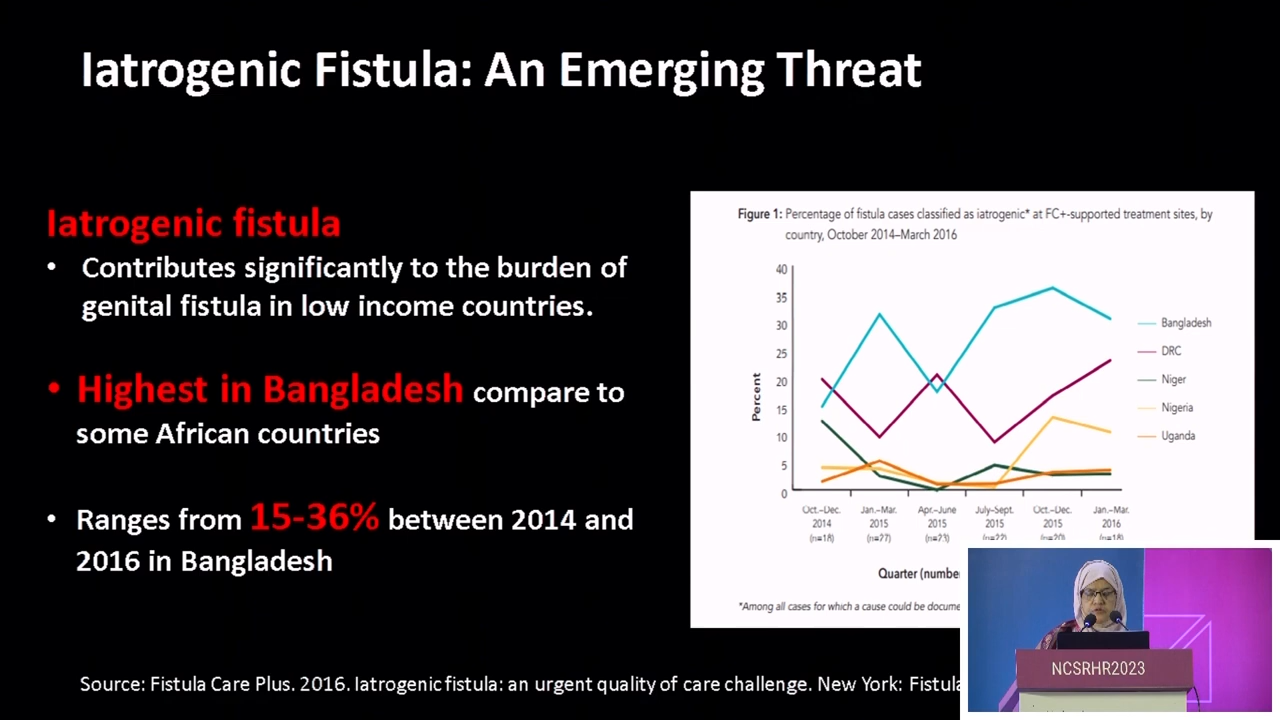 Iatrogenic Fistula: An Emerging Threat
Iatrogenic fistula
• Contributes significantly to the burden of
genital fistula in low income countries.
• Highest in Bangladesh compare to
some African countries
• Ranges from 15-36% between 2014 and
2016 in Bangladesh
Figure 1: Percentage of fistula cases classified as iatrogenic* at FC+-supported treatment sites, by
country, October 2014–March 2016
Percent
40
35
30
25
20
15
10
5
0
Bangladesh
DRC
Niger
Nigeria
Uganda
Oct.–Dec. Jan.–Mar. Apr.–June July–Sept. Oct.–Dec. Jan.–Mar.
2014 2015 2015 2015 2015 2016
(n=18) (n=27) (n=23) (n=22) (n=20) (n=18)
Quarter
*Among all cases for which a cause could be
Source: Fistula Care Plus. 2016. Iatrogenic fistula: an urgent quality of care challenge. New York:
NCSRHR2023